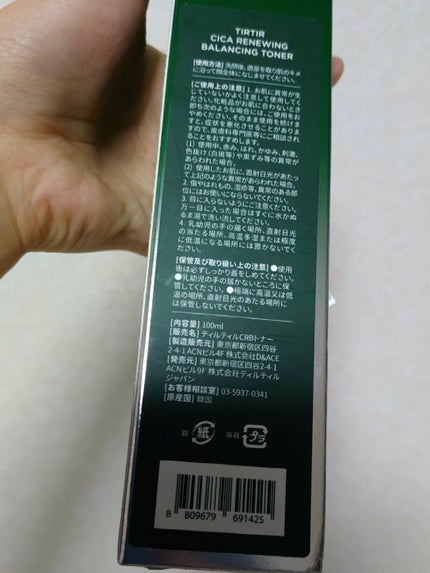 TIRTIR
CICA RENEWING
BALANCING TONER
[使用方法] 洗顔後、適量を取り肌のキメ
に沿って顔全体になじませてください。
[ご使用上の注意] 1. お肌に異常が生
じていないかよく注意して使用してく
ださい。化粧品がお肌に合わないとき
即ち次のような場合には、ご使用をお
やめください。そのまま使用を続けま
すと、症状を悪化させることがありま
すので、皮膚科専門医等にご相談され
ることをおすすめします。
(1) 使用中、赤み、はれ、かゆみ、刺激、
色抜け(白斑等)や黒ずみ等の異常が
あらわれた場合。
(2) 使用したお肌に、直射日光があたっ
て上記のような異常があらわれた場合。
2. 傷やはれもの、湿疹等、異常のある部
位にはお使いにならないでください。
3. 目に入らないようにご注意ください。
万一目に入った場合はすぐに水かぬ
るま湯で洗い流してください。
4. 乳幼児の手の届く場所、直射日光
の当たる場所、高温多湿または極度
に低温になる場所には置かないでく
ださい。
[保管及び取り扱い上の注意] ●使用
後は必ずしっかり蓋をしめてください。
●乳幼児の手の届かないところに保
管してください。●極端に高温又は低
温の場所、直射日光のあたる場所に
は保管しないでください。
[内容量] 100ml
[販売名] ティルティルCRBトナー
[製造販売元] 東京都新宿区四谷
2-4-1 ACNビル4F 株式会社D&ACE
[発売元] 東京都新宿区四谷2-4-1
ACNビル9F 株式会社ティルティル
ジャパン
[お客様相談室] 03-5937-0341
[原産国] 韓国
箱 紙 容器 プラ
8 809679 691425